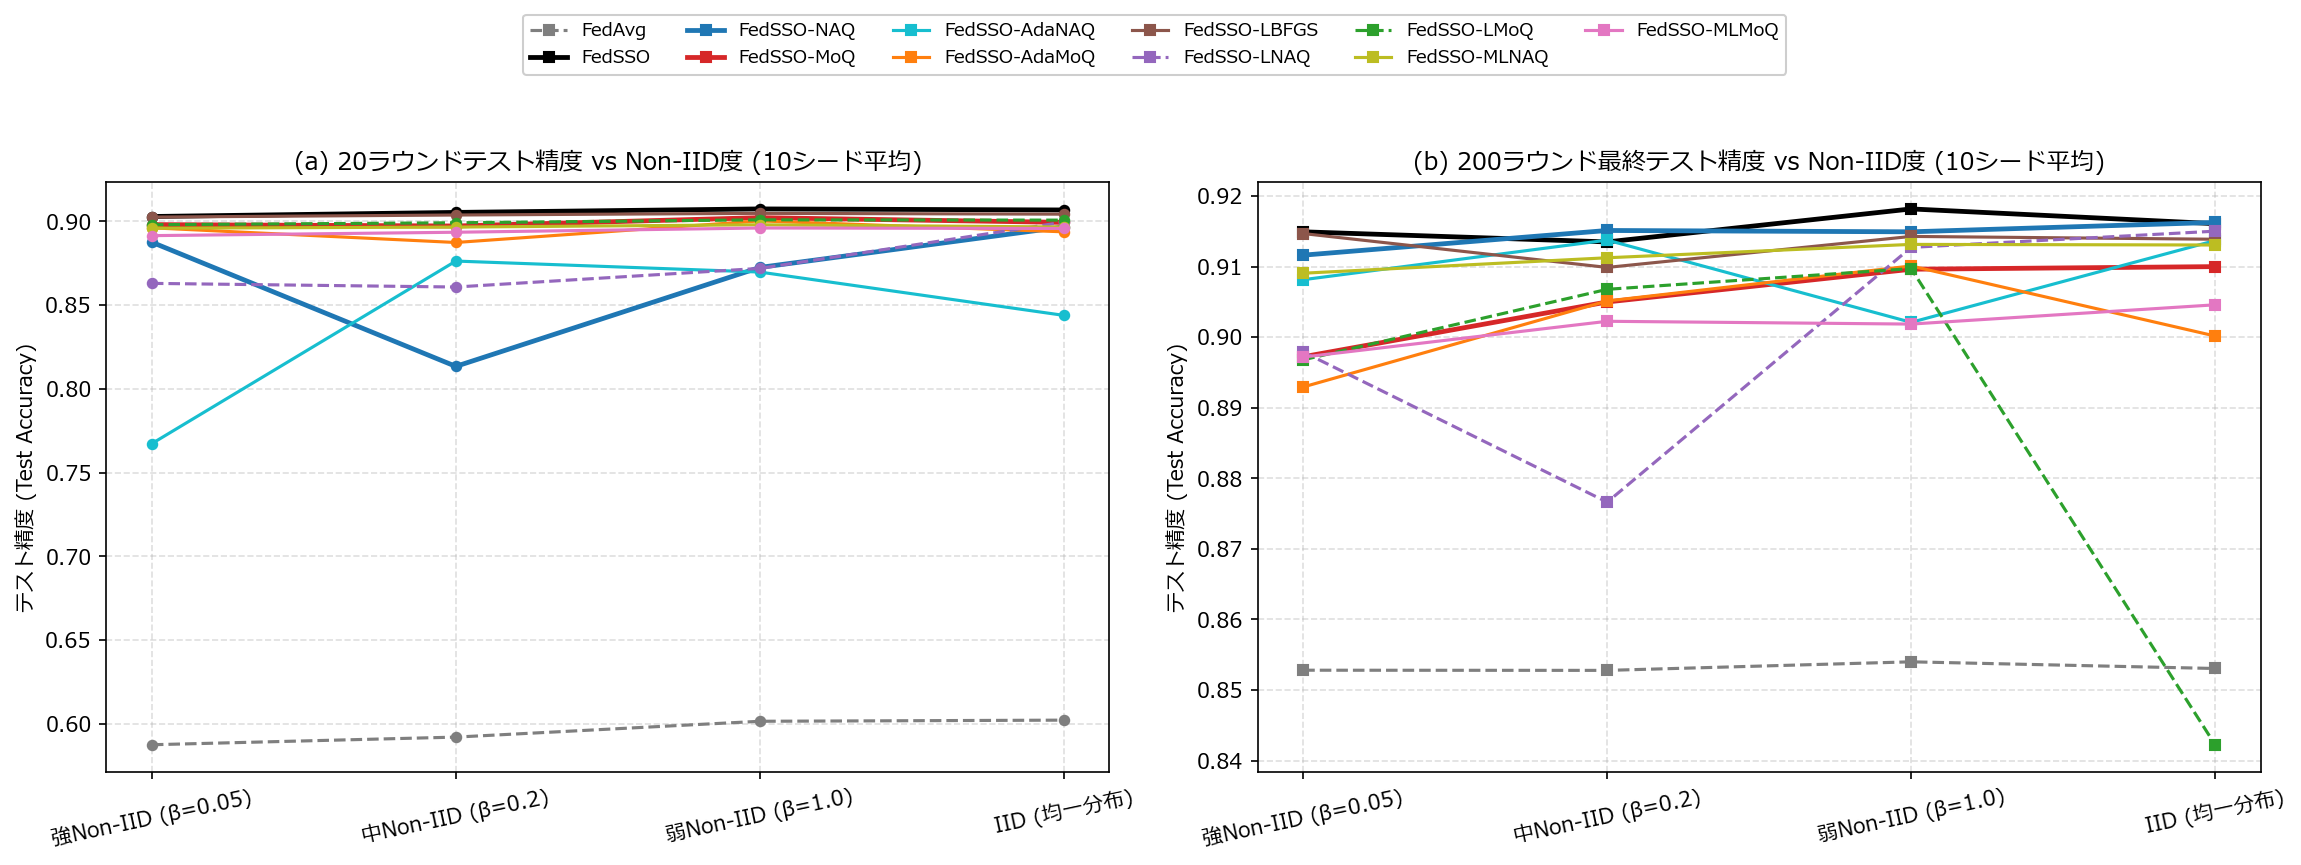 FedAvg
FedSSO
FedSSO-NAQ
FedSSO-MoQ
FedSSO-AdaNAQ
FedSSO-AdaMoQ
FedSSO-LBFGS
FedSSO-LNAQ
FedSSO-LMoQ
FedSSO-MLNAQ
FedSSO-MLMoQ
(a) 20ラウンドテスト精度 vs Non-IID度 (10シード平均)
テスト精度 (Test Accuracy)
0.90
0.85
0.80
0.75
0.70
0.65
0.60
強Non-IID (β=0.05)
中Non-IID (β=0.2)
弱Non-IID (β=1.0)
IID (均一分布)
(b) 200ラウンド最終テスト精度 vs Non-IID度 (10シード平均)
テスト精度 (Test Accuracy)
0.92
0.91
0.90
0.89
0.88
0.87
0.86
0.85
0.84
強Non-IID (β=0.05)
中Non-IID (β=0.2)
弱Non-IID (β=1.0)
IID (均一分布)